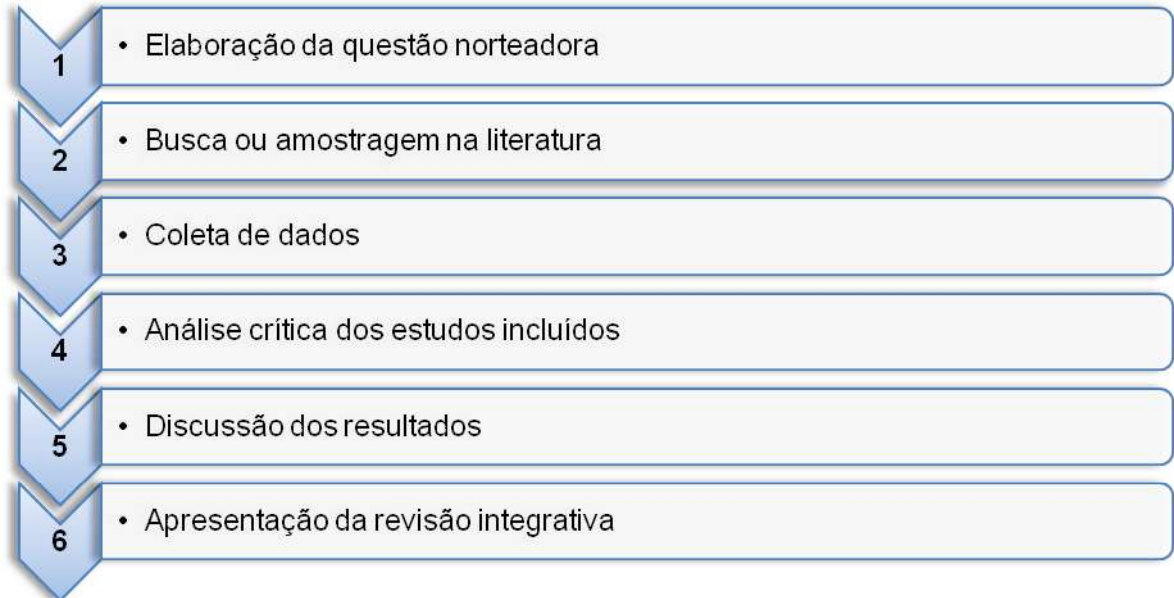 1 • Elaboração da questão norteadora
2 • Busca ou amostragem na literatura
3 • Coleta de dados
4 • Análise crítica dos estudos incluídos
5 • Discussão dos resultados
6 • Apresentação da revisão integrativa